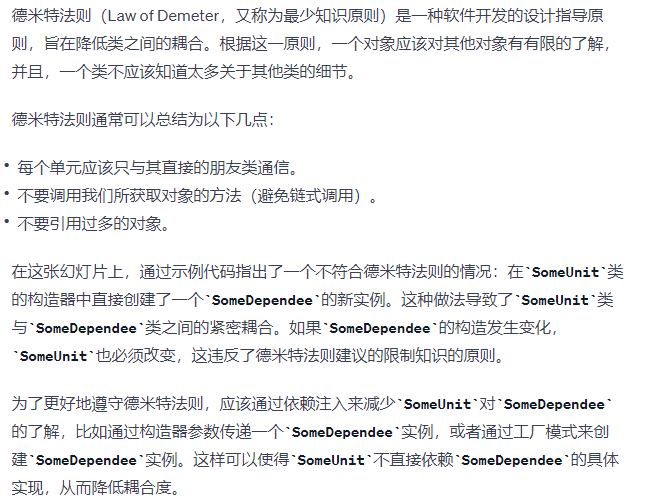 德米特法则（Law of Demeter，又称为最少知识原则）是一种软件开发的设计指导原
则，旨在降低类之间的耦合。根据这一原则，一个对象应该对其他对象有有限的了解，
并且，一个类不应该知道太多关于其他类的细节。
德米特法则通常可以总结为以下几点：
• 每个单元应该只与其直接的朋友类通信。
• 不要调用我们所获取对象的方法（避免链式调用）。
• 不要引用过多的对象。
在这张幻灯片上，通过示例代码指出了一个不符合德米特法则的情况：在`SomeUnit`类
的构造器中直接创建了一个`SomeDependee`的新实例。这种做法导致了`SomeUnit`类
与`SomeDependee`类之间的紧密耦合。如果`SomeDependee`的构造发生变化，
`SomeUnit`也必须改变，这违反了德米特法则建议的限制知识的原则。
为了更好地遵守德米特法则，应该通过依赖注入来减少`SomeUnit`对`SomeDependee`
的了解，比如通过构造器参数传递一个`SomeDependee`实例，或者通过工厂模式来创
建`SomeDependee`实例。这样可以使得`SomeUnit`不直接依赖`SomeDependee`的具体
实现，从而降低耦合度。